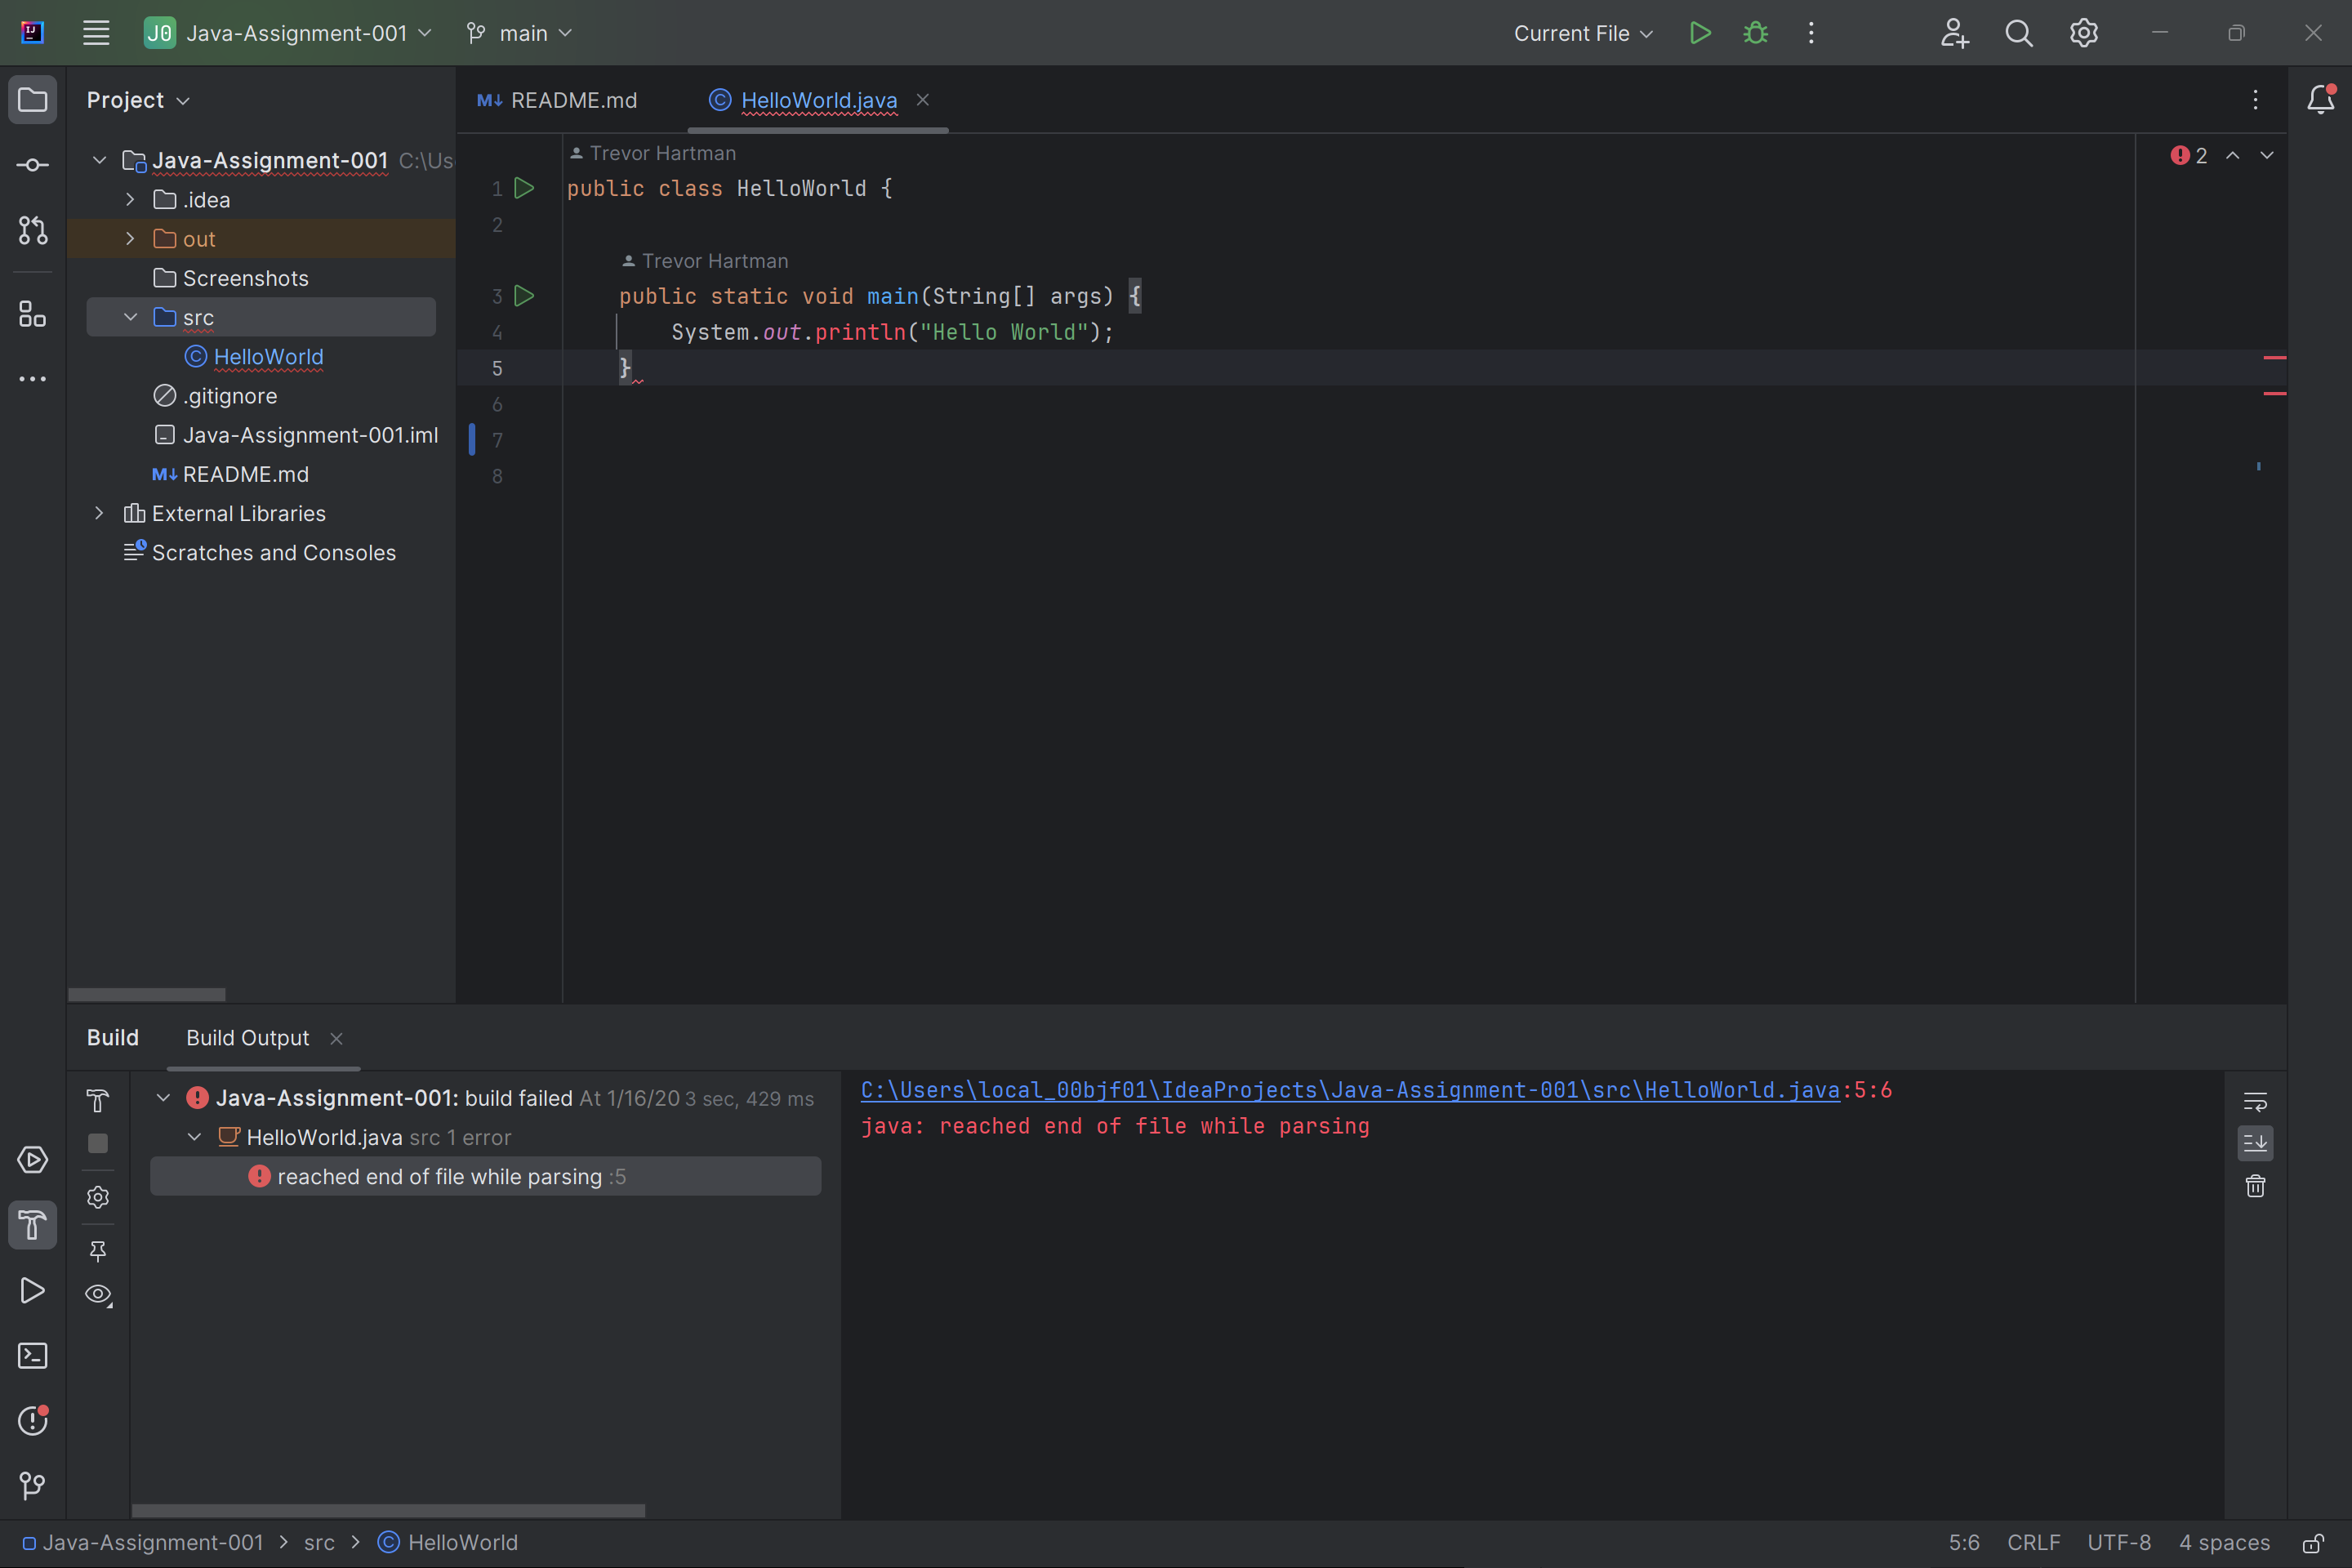 J0 Java-Assignment-001 main Current File
Project
README.md
HelloWorld.java
Java-Assignment-001 C:\Us
.idea
out
Screenshots
src
HelloWorld
.gitignore
Java-Assignment-001.iml
M↓ README.md
External Libraries
Scratches and Consoles
Trevor Hartman
2
1 public class HelloWorld {
2
Trevor Hartman
3 public static void main(String[] args) {
4 System.out.println("Hello World");
5 }
6
7
8
Build Build Output
Java-Assignment-001: build failed At 1/16/20 3 sec, 429 ms
HelloWorld.java src 1 error
reached end of file while parsing :5
C:\Users\local_00bjf01\IdeaProjects\Java-Assignment-001\src\HelloWorld.java:5:6
java: reached end of file while parsing
Java-Assignment-001 > src > HelloWorld 5:6 CRLF UTF-8 4 spaces